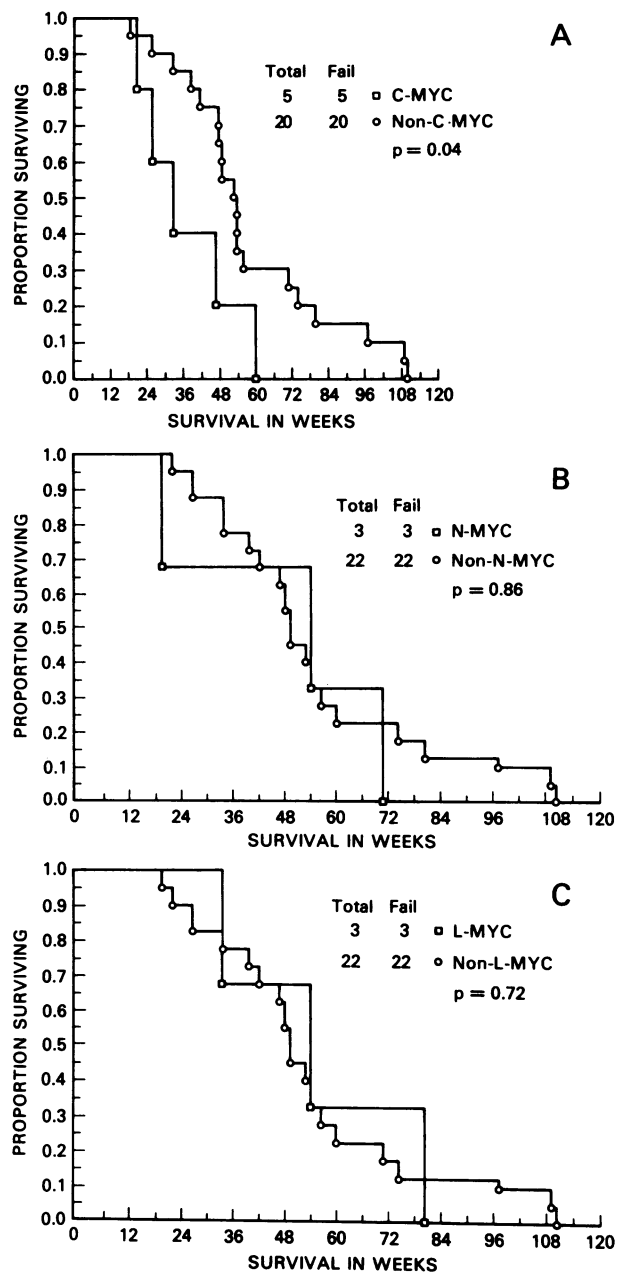 A
Total Fail
5 5 C-MYC
20 20 Non-C-MYC
p = 0.04
PROPORTION SURVIVING
1.0
0.9
0.8
0.7
0.6
0.5
0.4
0.3
0.2
0.1
0.0
0 12 24 36 48 60 72 84 96 108 120
SURVIVAL IN WEEKS
B
Total Fail
3 3 N-MYC
22 22 Non-N-MYC
p = 0.86
PROPORTION SURVIVING
1.0
0.9
0.8
0.7
0.6
0.5
0.4
0.3
0.2
0.1
0.0
0 12 24 36 48 60 72 84 96 108 120
SURVIVAL IN WEEKS
C
Total Fail
3 3 L-MYC
22 22 Non-L-MYC
p = 0.72
PROPORTION SURVIVING
1.0
0.9
0.8
0.7
0.6
0.5
0.4
0.3
0.2
0.1
0.0
0 12 24 36 48 60 72 84 96 108 120
SURVIVAL IN WEEKS